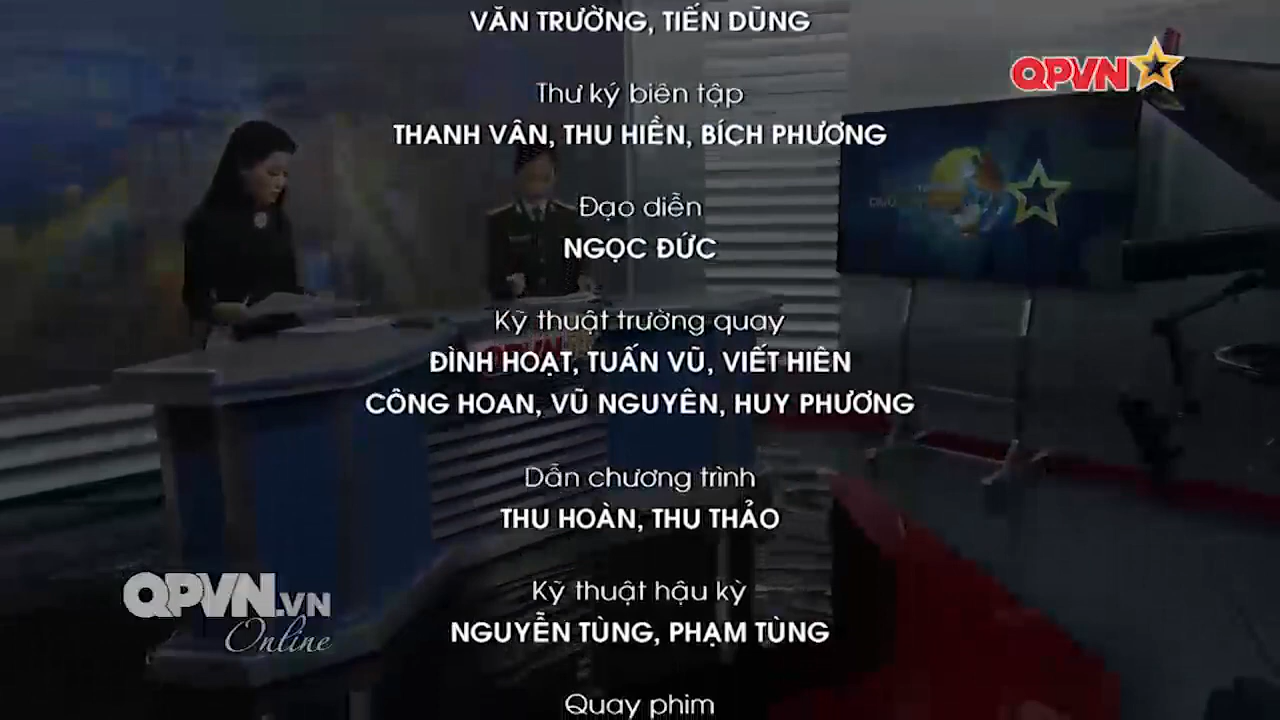 VĂN TRƯỜNG, TIẾN DŨNG
QPVN
Thư ký biên tập
THANH VÂN, THU HIỀN, BÍCH PHƯƠNG
Đạo diễn
NGỌC ĐỨC
Kỹ thuật trường quay
ĐÌNH HOẠT, TUẤN VŨ, VIẾT HIÊN
CÔNG HOAN, VŨ NGUYÊN, HUY PHƯƠNG
Dẫn chương trình
THU HOÀN, THU THẢO
Kỹ thuật hậu kỳ
NGUYỄN TÙNG, PHẠM TÙNG
QPVN.VN
Online
Quay phim